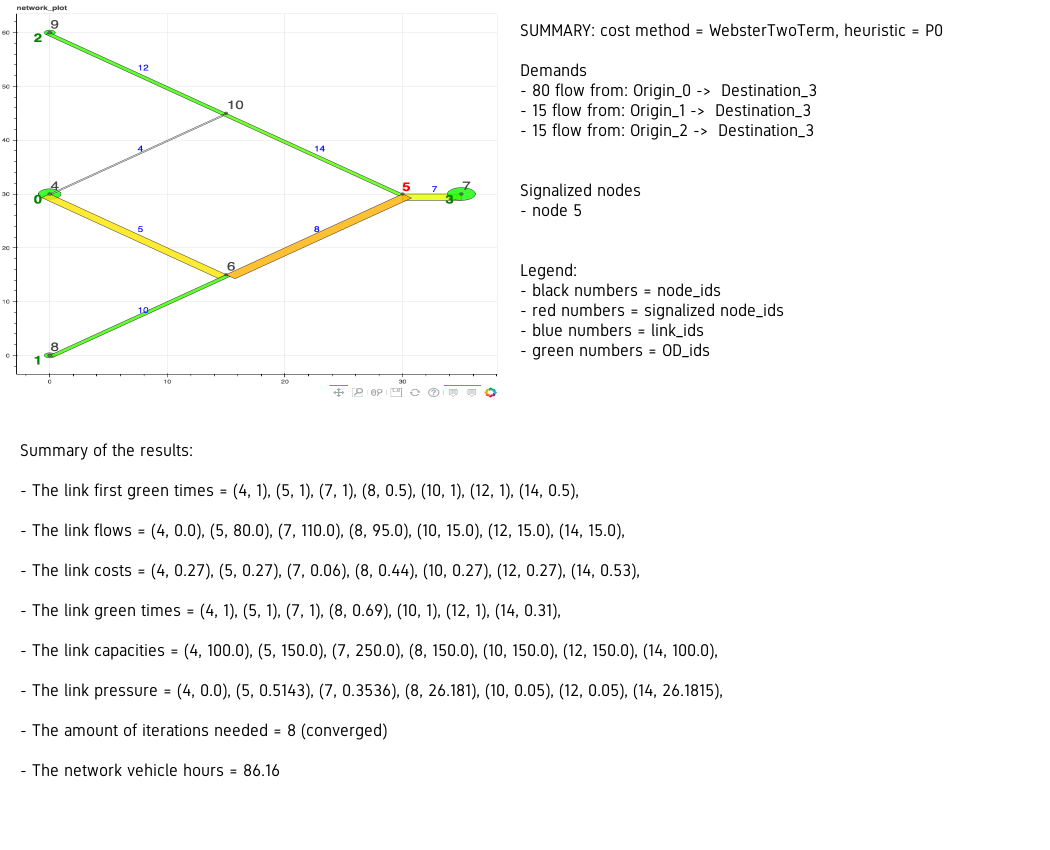 network_plot
60
50
40
30
20
10
0
0
10
20
30
9
2
12
10
4
14
4
0
5
7
7
3
5
8
6
10
8
1
SUMMARY: cost method = WebsterTwoTerm, heuristic = P0
Demands
- 80 flow from: Origin_0 -> Destination_3
- 15 flow from: Origin_1 -> Destination_3
- 15 flow from: Origin_2 -> Destination_3
Signalized nodes
- node 5
Legend:
- black numbers = node_ids
- red numbers = signalized node_ids
- blue numbers = link_ids
- green numbers = OD_ids
Summary of the results:
- The link first green times = (4, 1), (5, 1), (7, 1), (8, 0.5), (10, 1), (12, 1), (14, 0.5),
- The link flows = (4, 0.0), (5, 80.0), (7, 110.0), (8, 95.0), (10, 15.0), (12, 15.0), (14, 15.0),
- The link costs = (4, 0.27), (5, 0.27), (7, 0.06), (8, 0.44), (10, 0.27), (12, 0.27), (14, 0.53),
- The link green times = (4, 1), (5, 1), (7, 1), (8, 0.69), (10, 1), (12, 1), (14, 0.31),
- The link capacities = (4, 100.0), (5, 150.0), (7, 250.0), (8, 150.0), (10, 150.0), (12, 150.0), (14, 100.0),
- The link pressure = (4, 0.0), (5, 0.5143), (7, 0.3536), (8, 26.181), (10, 0.05), (12, 0.05), (14, 26.1815),
- The amount of iterations needed = 8 (converged)
- The network vehicle hours = 86.16